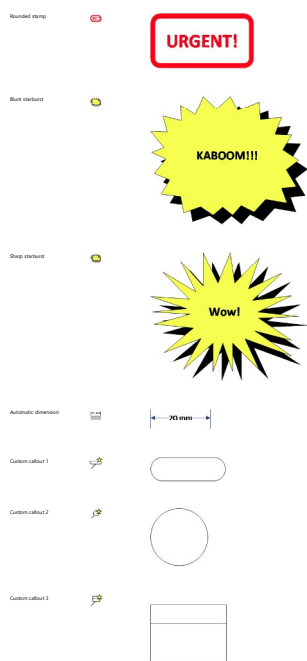 Rounded stamp
URGENT!
Blunt starburst
KABOOM!!!
Sharp starburst
Wow!
Automatic dimension
20 mm
Custom callout 1
Custom callout 2
Custom callout 3